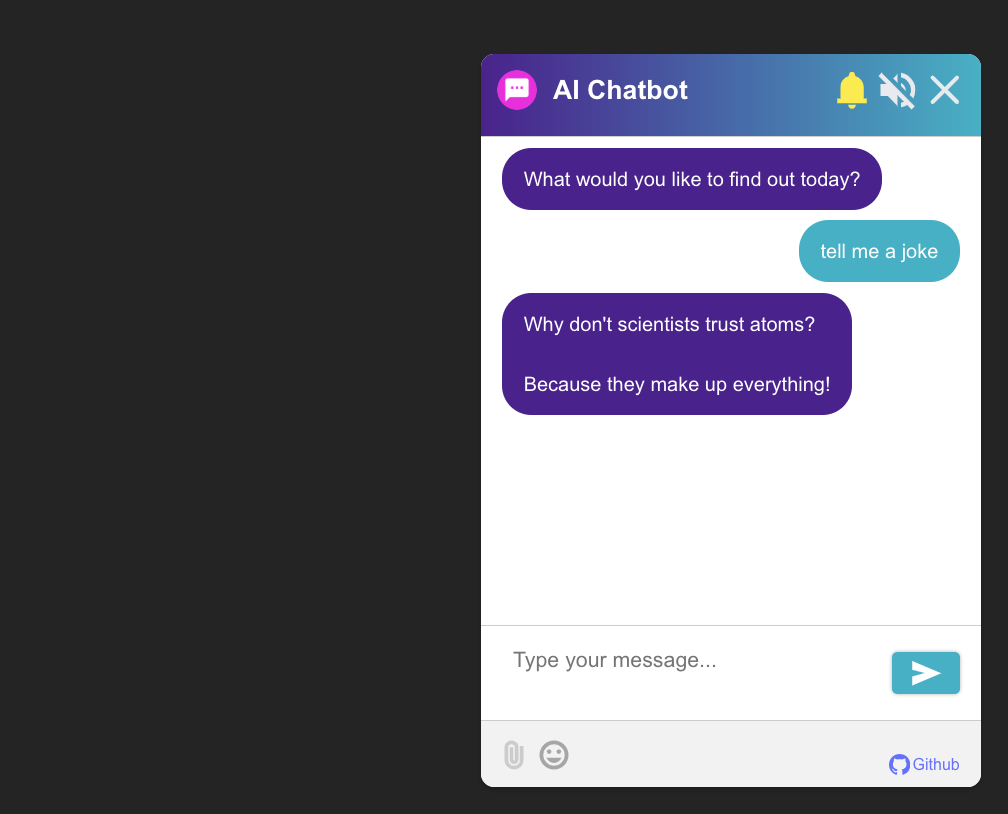 AI Chatbot
What would you like to find out today?
tell me a joke
Why don't scientists trust atoms?
Because they make up everything!
Type your message...
Github